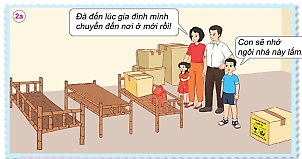 2a
Đã đến lúc gia đình mình
chuyển đến nơi ở mới rồi!
Con sẽ nhớ
ngôi nhà này lắm.